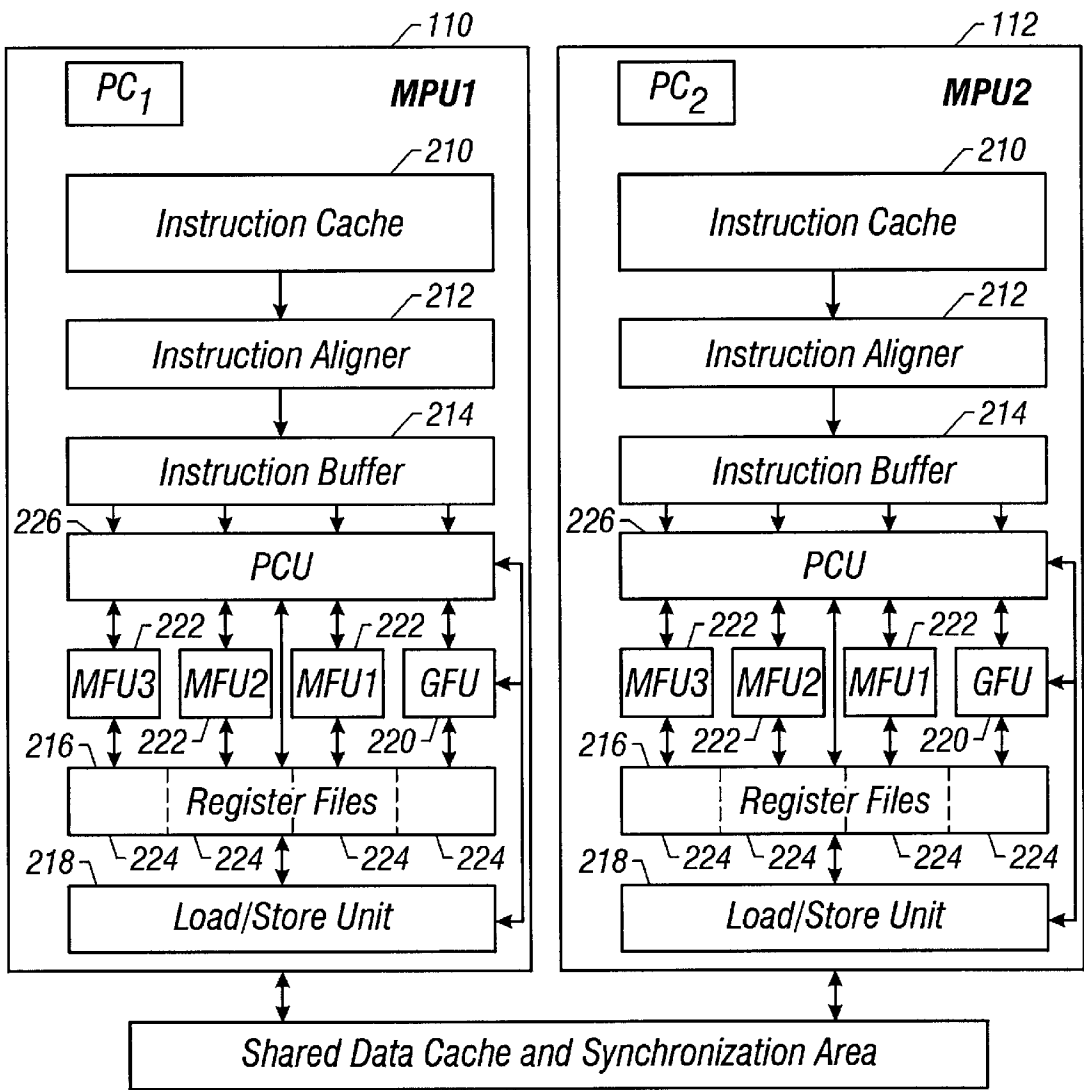 110
112
PC1
MPU1
PC2
MPU2
210
210
Instruction Cache
Instruction Cache
212
212
Instruction Aligner
Instruction Aligner
214
214
Instruction Buffer
Instruction Buffer
226
226
PCU
PCU
222
222
222
222
MFU3
MFU2
MFU1
GFU
MFU3
MFU2
MFU1
GFU
216
222
220
216
222
220
Register Files
Register Files
218
224
224
224
224
218
224
224
224
224
Load/Store Unit
Load/Store Unit
Shared Data Cache and Synchronization Area